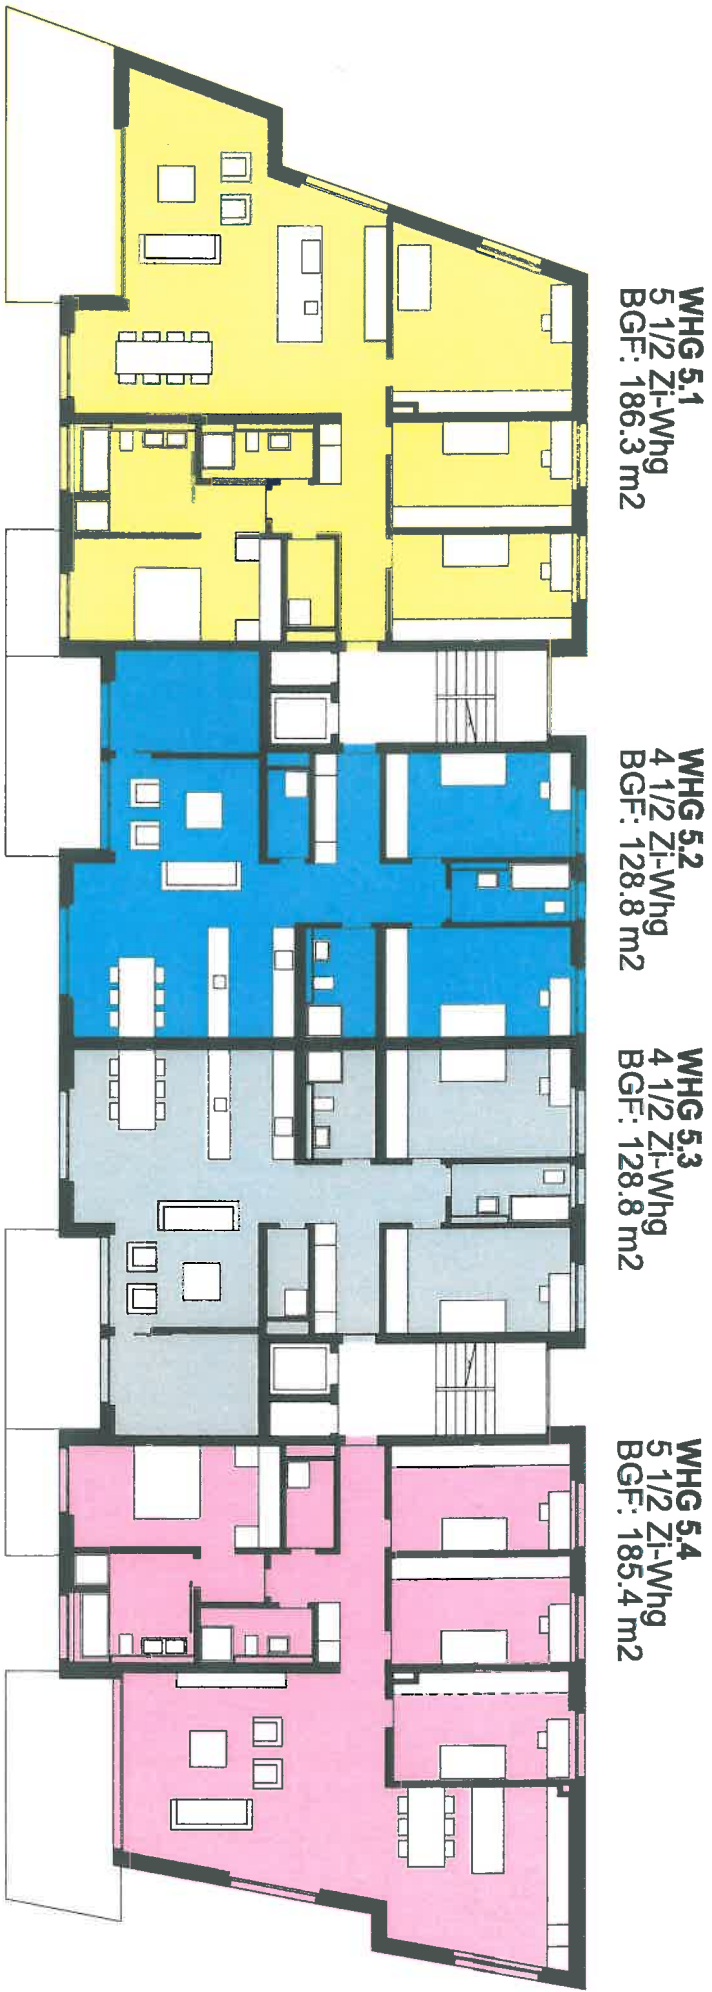 WHG 5.1
5 1/2 Zi-Whg
BGF: 186.3 m2
WHG 5.2
4 1/2 Zi-Whg
BGF: 128.8 m2
WHG 5.3
4 1/2 Zi-Whg
BGF: 128.8 m2
WHG 5.4
5 1/2 Zi-Whg
BGF: 185.4 m2